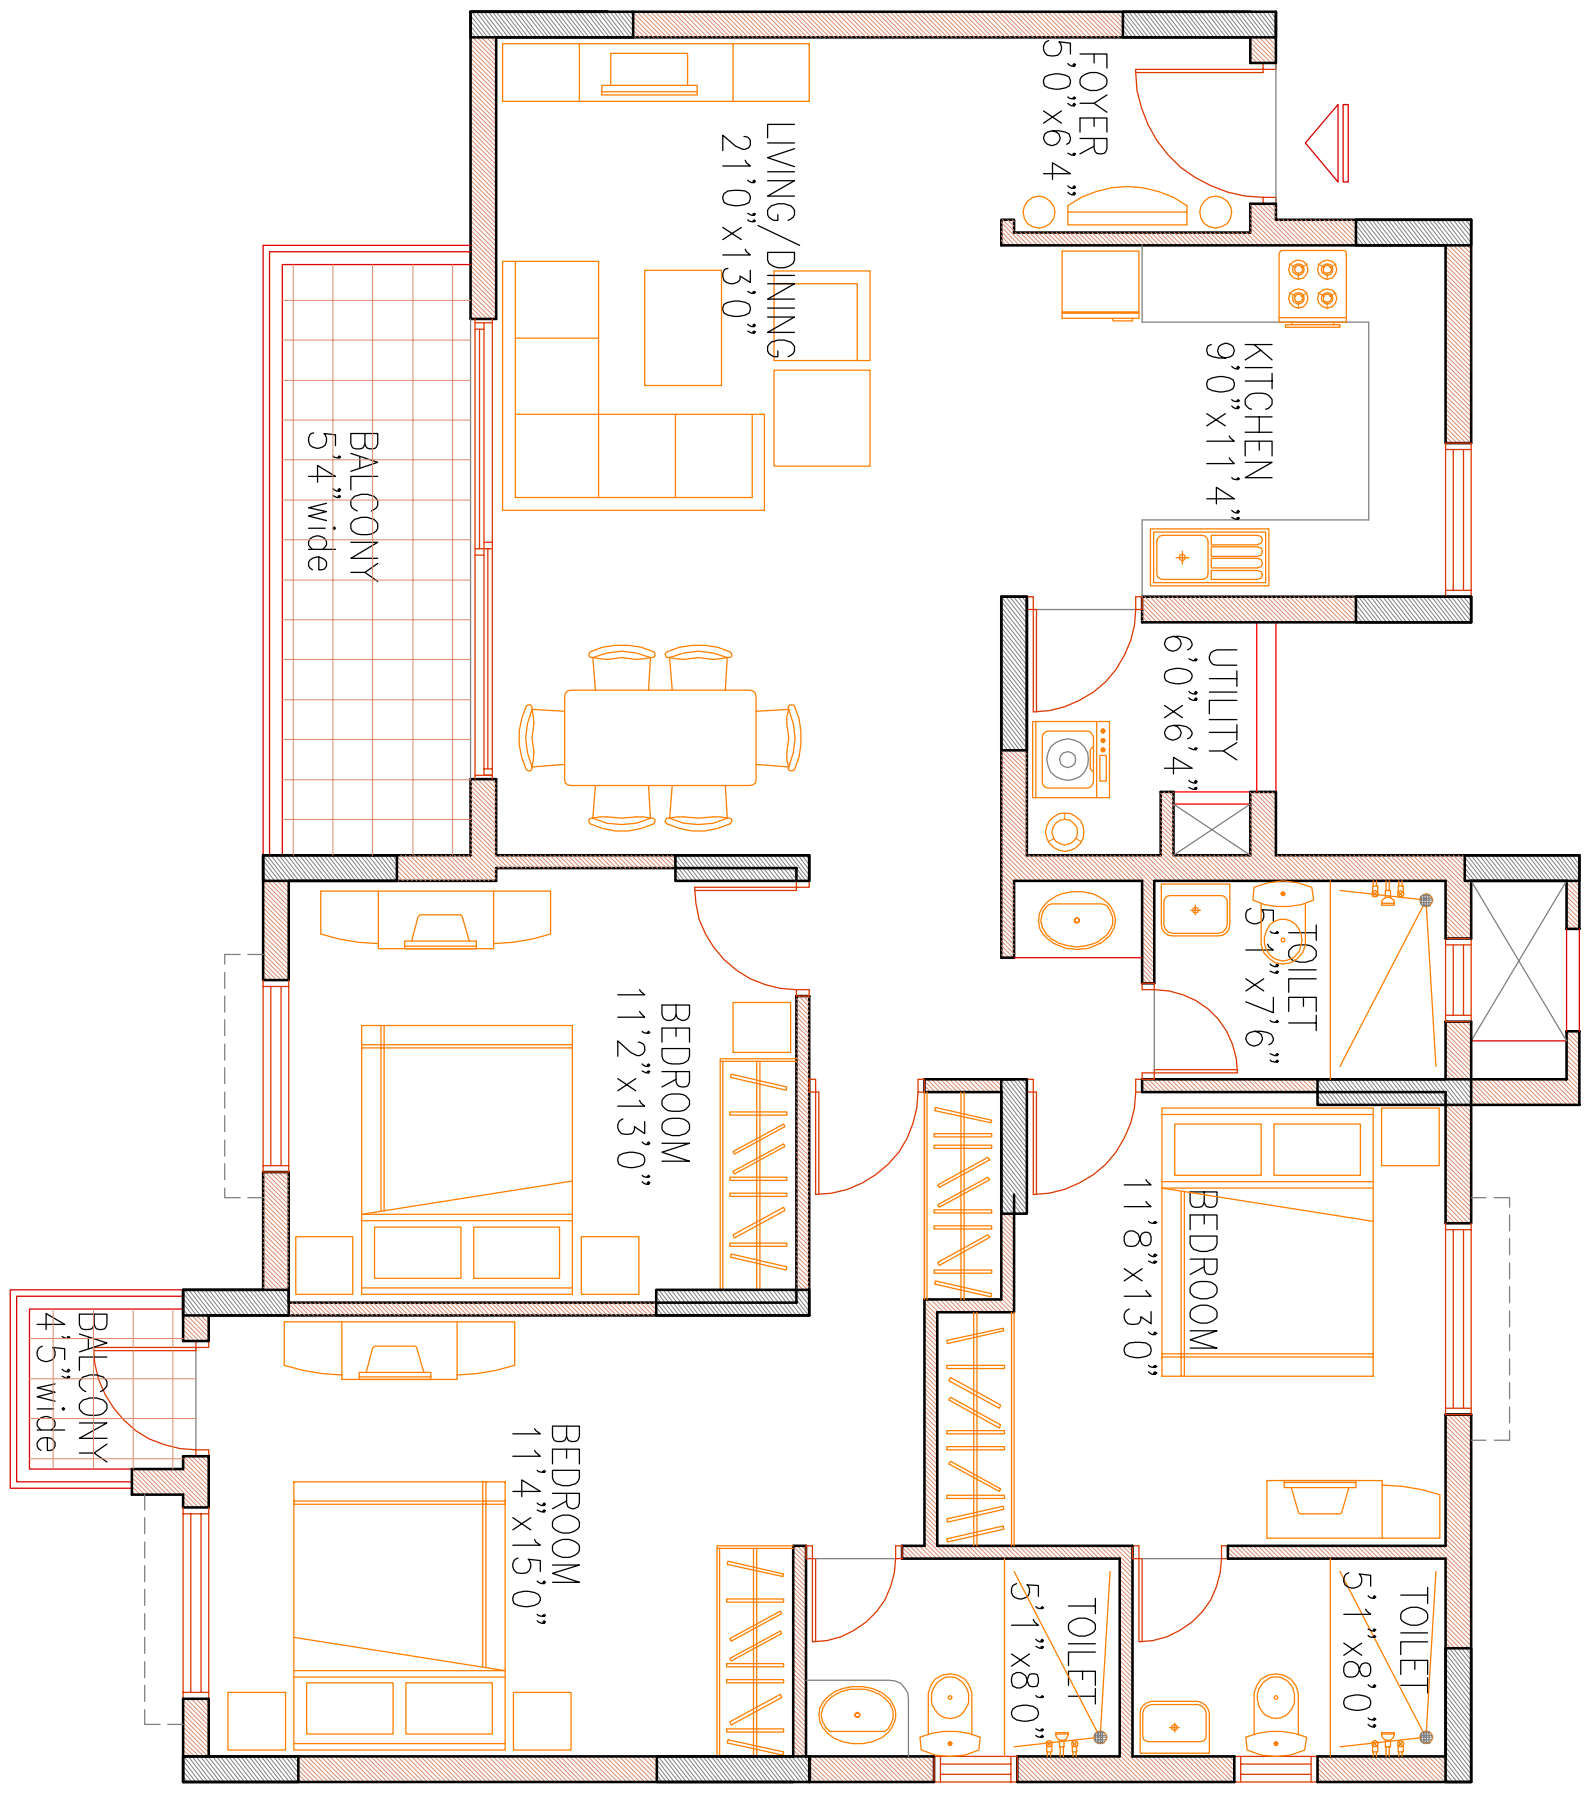 FOYER
5'0"x6'4"
LIVING/DINING
21'0"x13'0"
KITCHEN
9'0"x11'4"
BALCONY
5'4" wide
UTILITY
6'0"x6'4"
TOILET
5'1"x7'6"
BEDROOM
11'2"x13'0"
BEDROOM
11'8"x13'0"
BALCONY
4'5" wide
BEDROOM
11'4"x15'0"
TOILET
5'1"x8'0"
TOILET
5'1"x8'0"